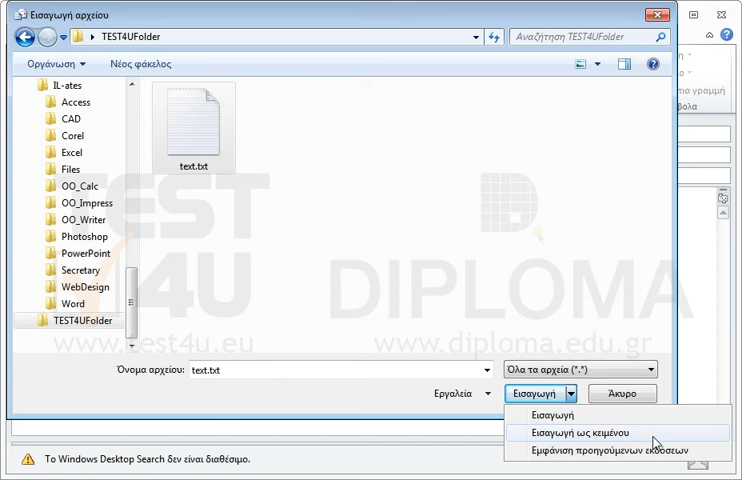 Εισαγωγή αρχείου
TEST4UFolder
Αναζήτηση TEST4UFolder
Οργάνωση
Νέος φάκελος
IL-ates
Access
CAD
Corel
Excel
Files
OO_Calc
OO_Impress
OO_Writer
Photoshop
PowerPoint
Secretary
WebDesign
Word
TEST4UFolder
text.txt
τια γραμμή
βολα
TEST
4U
DIPLOMA
www.test4u.eu
www.diploma.edu.gr
Όνομα αρχείου: text.txt
Όλα τα αρχεία (*.*)
Εργαλεία
Εισαγωγή
Άκυρο
Εισαγωγή
Εισαγωγή ως κειμένου
Εμφάνιση προηγούμενων εκδόσεων
Το Windows Desktop Search δεν είναι διαθέσιμο.